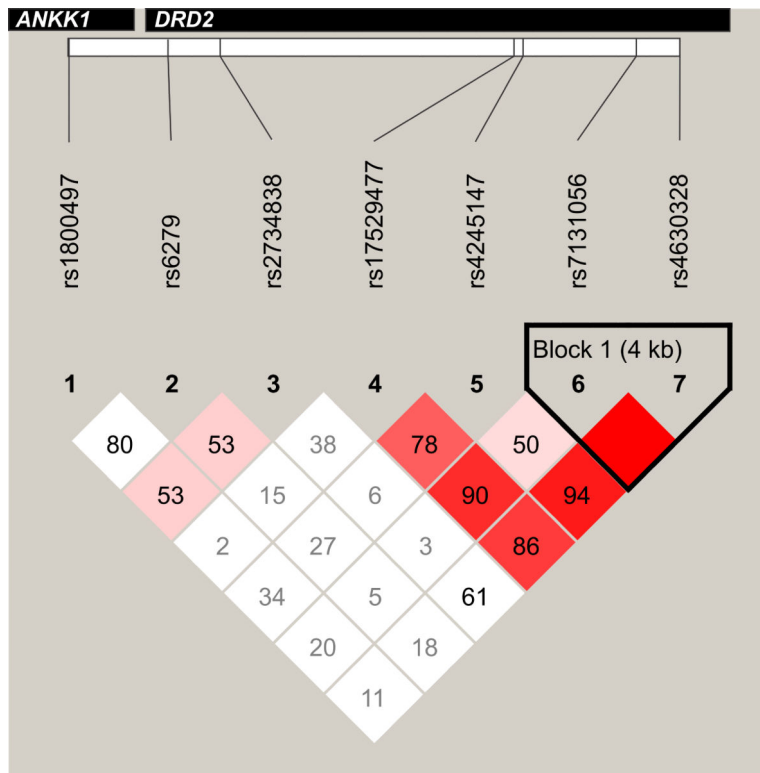 ANKK1 DRD2
rs1800497 rs6279 rs2734838 rs17529477 rs4245147 rs7131056 rs4630328
Block 1 (4 kb)
1 2 3 4 5 6 7
80 53 38 78 50
53 15 6 90 94
2 27 3 86
34 5 61
20 18
11